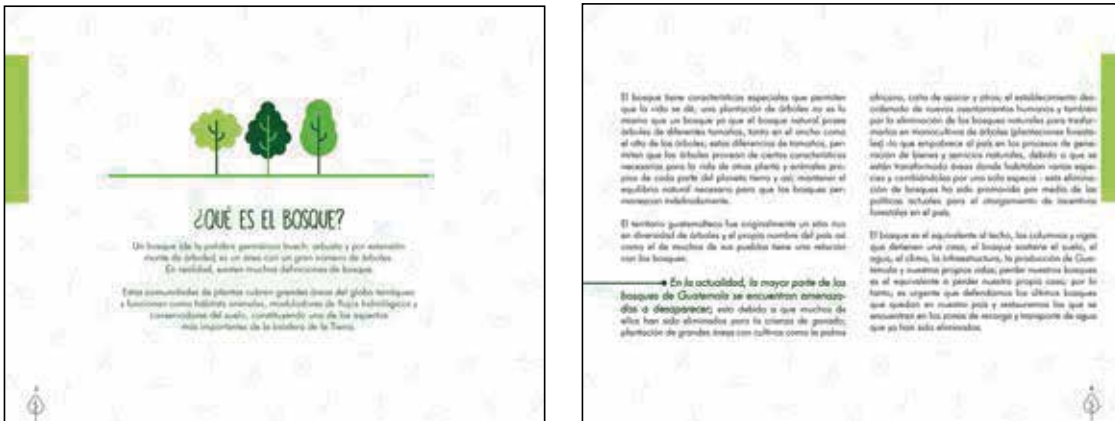 ¿QUÉ ES EL BOSQUE?
Un bosque (de la palabra germánica busch: arbusto y por extensión
monte de árboles), es un área con un gran número de árboles.
En realidad, existen muchas definiciones de bosque.
Estas comunidades de plantas cubren grandes áreas del globo terráqueo
y funcionan como hábitats animales, moduladores de flujos hidrológicos y
conservadores del suelo, constituyendo uno de los aspectos
más importantes de la biosfera de la Tierra.
El bosque tiene características especiales que permiten
que la vida se dé; una plantación de árboles no es lo
mismo que un bosque ya que el bosque natural posee
árboles de diferentes tamaños, tanto en el ancho como
el alto de los árboles; estas diferencias de tamaños, per-
miten que los árboles provean de ciertas características
necesarias para la vida de otras planta y animales pro-
pios de cada parte del planeta tierra y así; mantener el
equilibrio natural necesario para que los bosques per-
manezcan indefinidamente.
El territorio guatemalteco fue originalmente un sitio rico
en diversidad de árboles y el propio nombre del país así
como el de muchos de sus pueblos tiene una relación
con los bosques.
En la actualidad, la mayor parte de los
bosques de Guatemala se encuentran amenaza-
dos a desaparecer; esto debido a que muchos de
ellos han sido eliminados para la crianza de ganado;
plantación de grandes áreas con cultivos como la palma
africana, caña de azúcar y otros; el establecimiento des-
ordenado de nuevos asentamientos humanos y también
por la eliminación de los bosques naturales para trasfor-
marlos en monocultivos de árboles (plantaciones foresta-
les) -lo que empobrece al país en los procesos de gene-
ración de bienes y servicios naturales, debido a que se
están transformado áreas donde habitaban varias espe-
cies y cambiándolas por una sola especie - esta elimina-
ción de bosques ha sido promovida por medio de las
políticas actuales para el otorgamiento de incentivos
forestales en el país.
El bosque es el equivalente al techo, las columnas y vigas
que detienen una casa; el bosque sostiene el suelo, el
agua, el clima, la infraestructura, la producción de Gua-
temala y nuestras propias vidas; perder nuestros bosques
es el equivalente a perder nuestra propia casa; por lo
tanto, es urgente que defendamos los últimos bosques
que quedan en nuestro país y restauremos los que se
encuentran en las zonas de recarga y transporte de agua
que ya han sido eliminados.